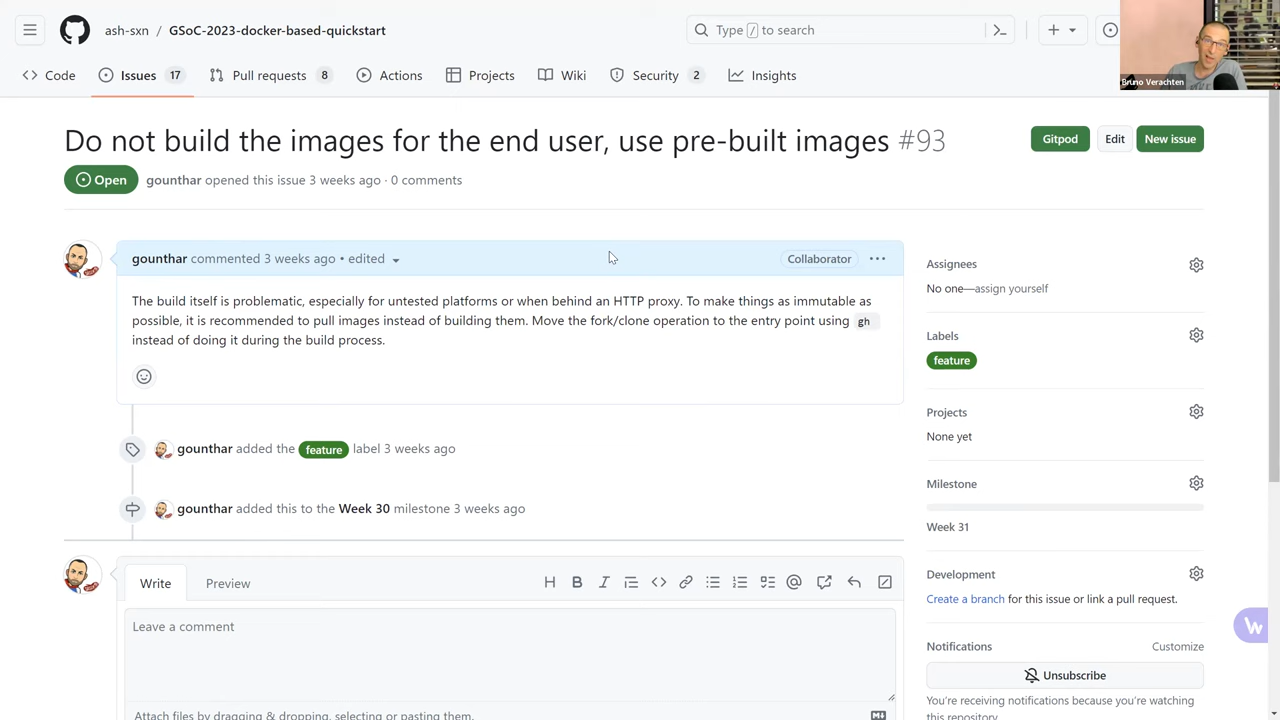 ash-sxn / GSoC-2023-docker-based-quickstart
Type / to search
Code
Issues 17
Pull requests 8
Actions
Projects
Wiki
Security 2
Insights
Bruno Verachten
Do not build the images for the end user, use pre-built images #93
Gitpod
Edit
New issue
Open
gounthar opened this issue 3 weeks ago · 0 comments
gounthar commented 3 weeks ago • edited
Collaborator
The build itself is problematic, especially for untested platforms or when behind an HTTP proxy. To make things as immutable as
possible, it is recommended to pull images instead of building them. Move the fork/clone operation to the entry point using gh
instead of doing it during the build process.
gounthar added the feature label 3 weeks ago
gounthar added this to the Week 30 milestone 3 weeks ago
Write
Preview
Leave a comment
Attach files by dragging & dropping, selecting or pasting them.
Assignees
No one—assign yourself
Labels
feature
Projects
None yet
Milestone
Week 31
Development
Create a branch for this issue or link a pull request.
Notifications
Customize
Unsubscribe
You're receiving notifications because you're watching
this repository.